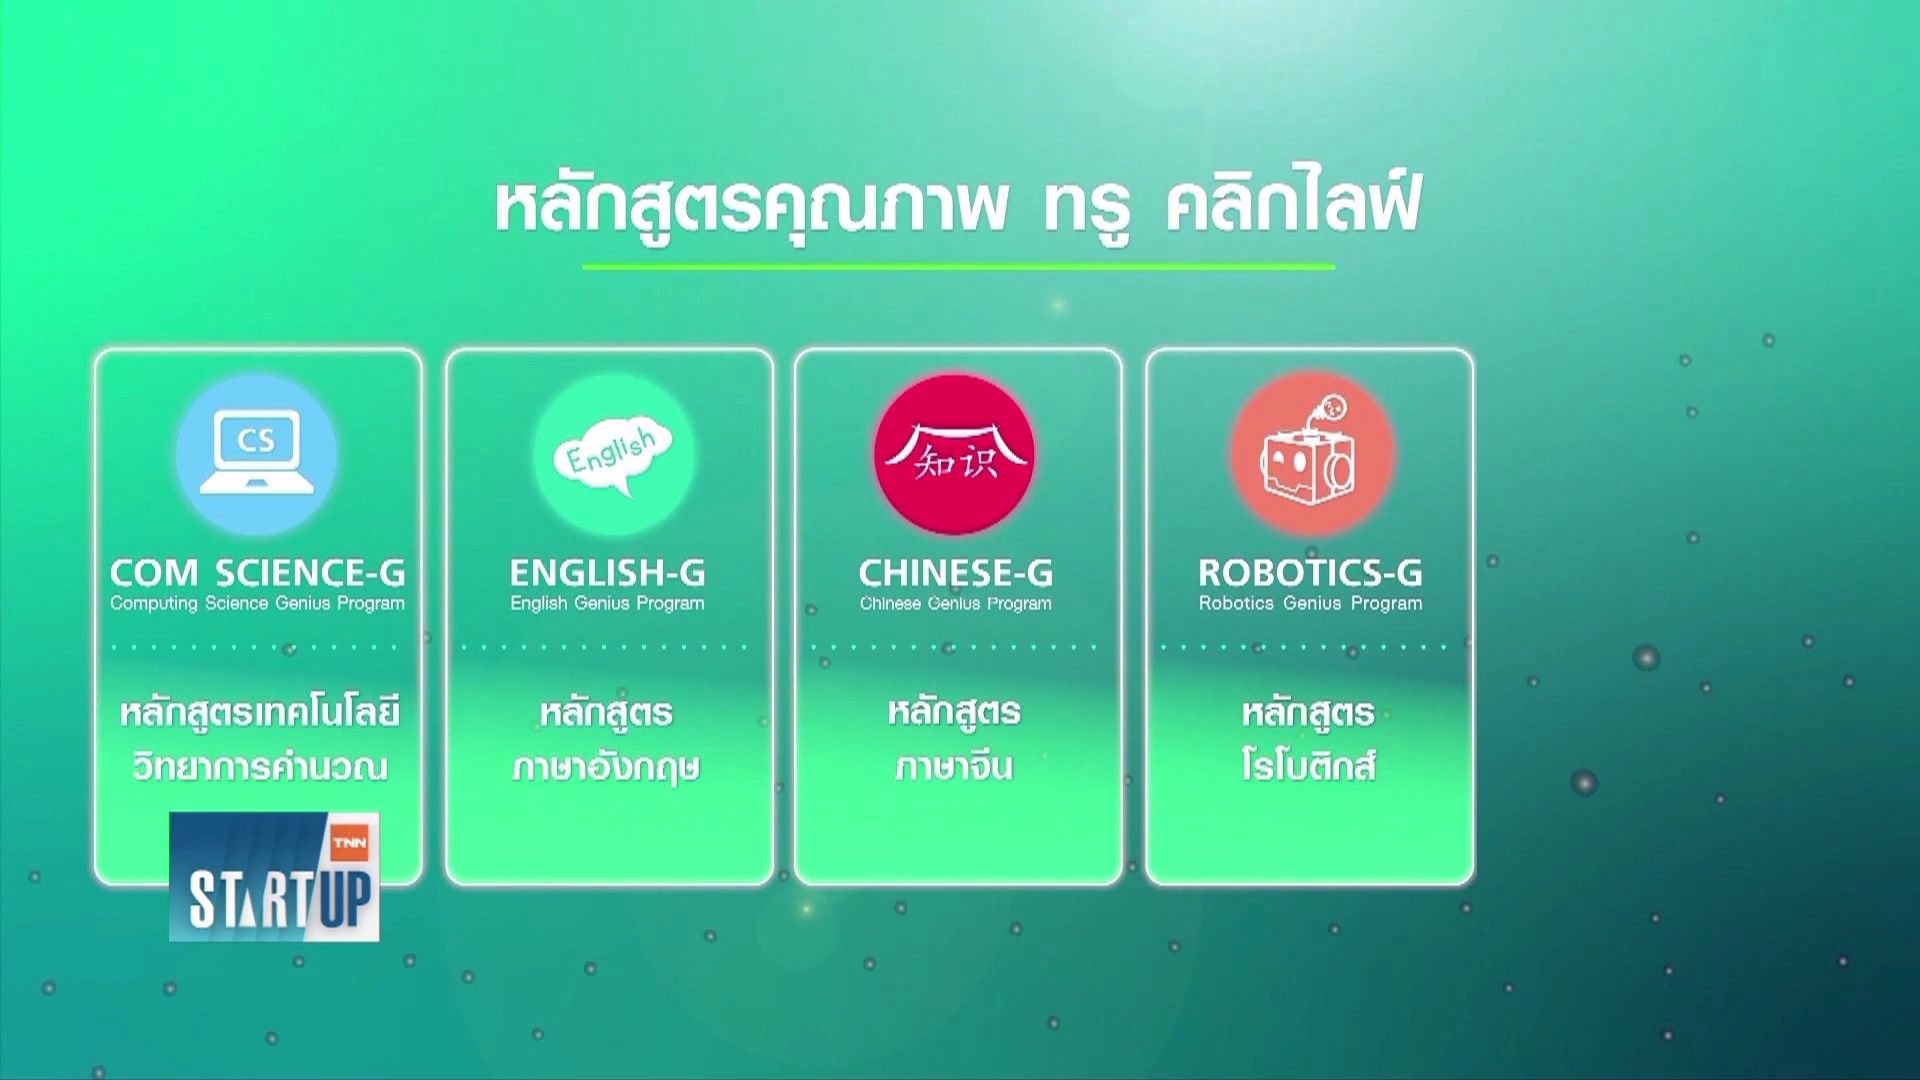 หลักสูตรคุณภาพ ทรู คลิกไลฟ์
CS
COM SCIENCE-G
Computing Science Genius Program
หลักสูตรเทคโนโลยี
วิทยาการคำนวณ
English
ENGLISH-G
English Genius Program
หลักสูตร
ภาษาอังกฤษ
知识
CHINESE-G
Chinese Genius Program
หลักสูตร
ภาษาจีน
ROBOTICS-G
Robotics Genius Program
หลักสูตร
โรโบติกส์
TNN
STARTUP